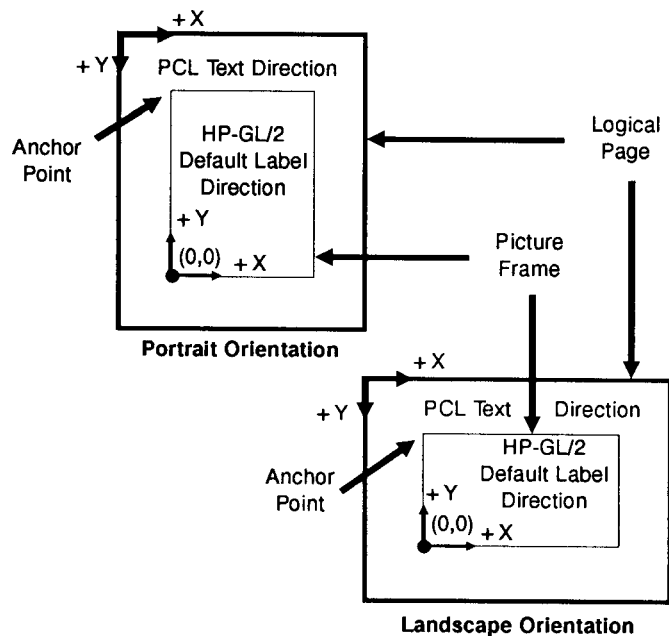 + X
+ Y
PCL Text Direction
Anchor
Point
HP-GL/2
Default Label
Direction
+ Y
(0,0)
+ X
Logical
Page
Picture
Frame
Portrait Orientation
+ X
+ Y
PCL Text Direction
Anchor
Point
HP-GL/2
Default Label
Direction
+ Y
(0,0)
+ X
Landscape Orientation